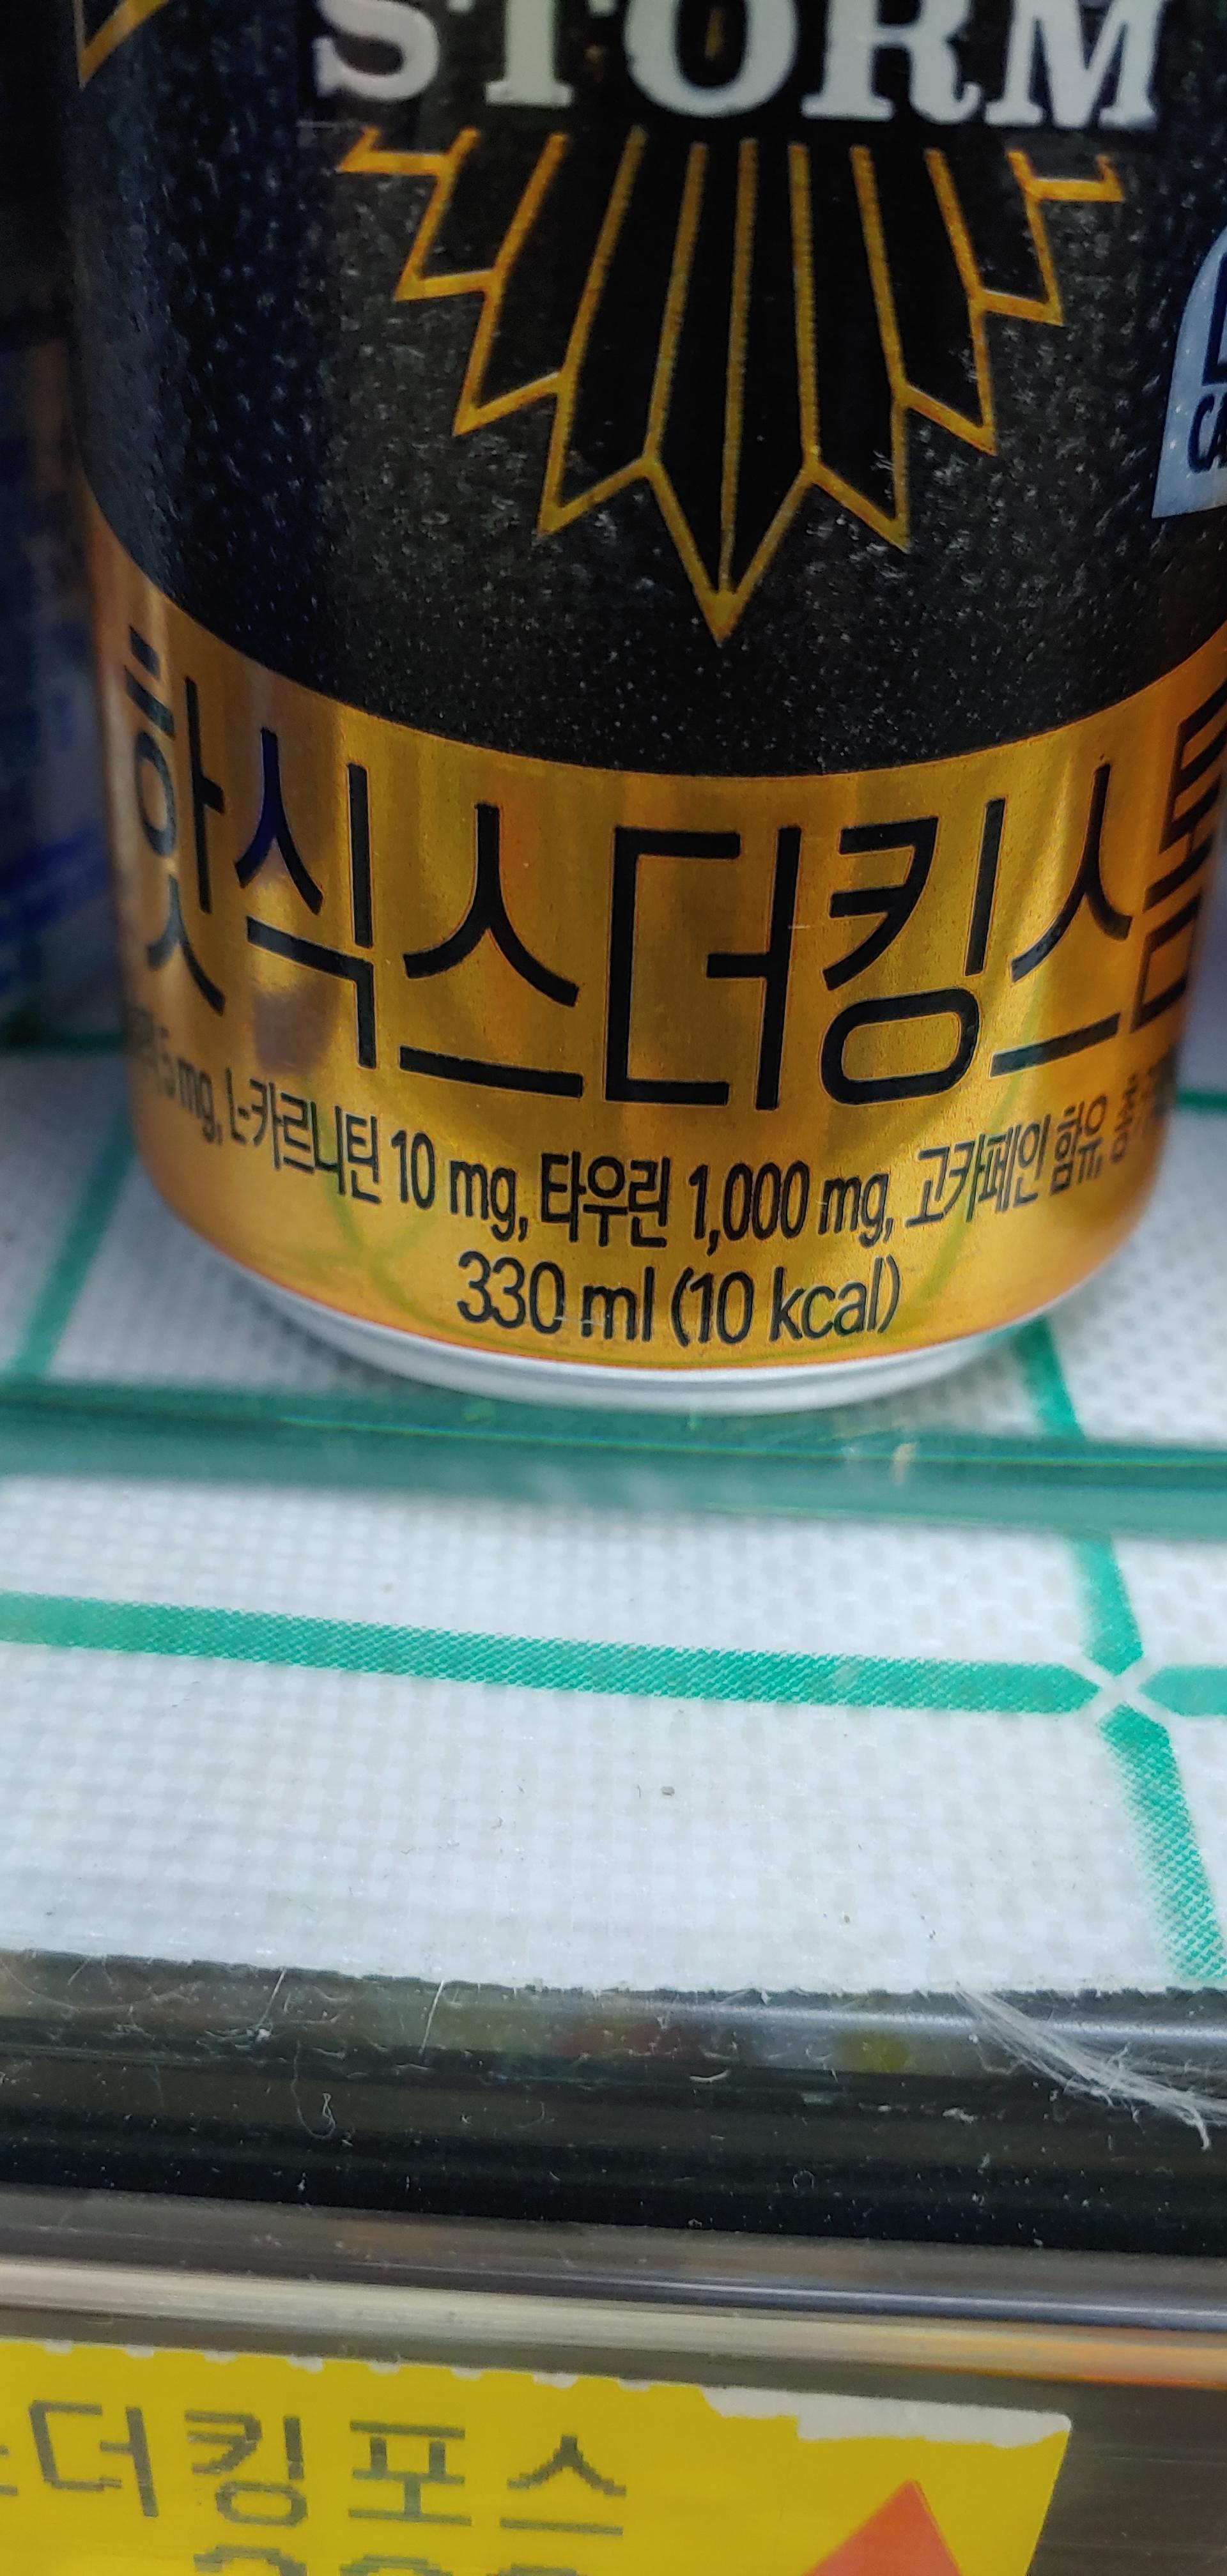 STORM
핫식스더킹스톰
5 mg, L-카르니틴 10 mg, 타우린 1,000 mg, 고카페인 함유,
330 ml (10 kcal)
더킹포스